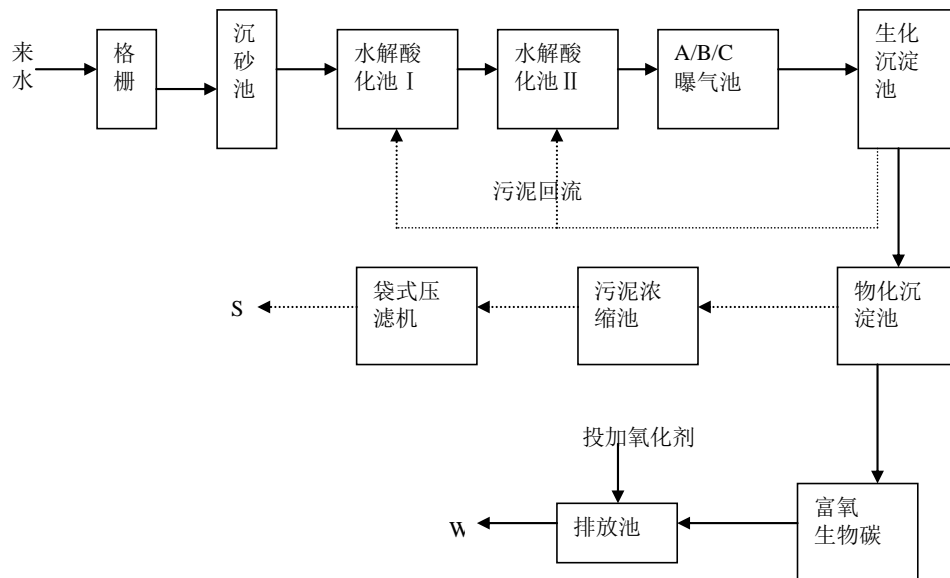 来
水
格
栅
沉
砂
池
水解酸
化池Ⅰ
水解酸
化池Ⅱ
A/B/C
曝气池
生化
沉淀
池
污泥回流
S
袋式压
滤机
污泥浓
缩池
物化沉
淀池
投加氧化剂
W
排放池
富氧
生物碳